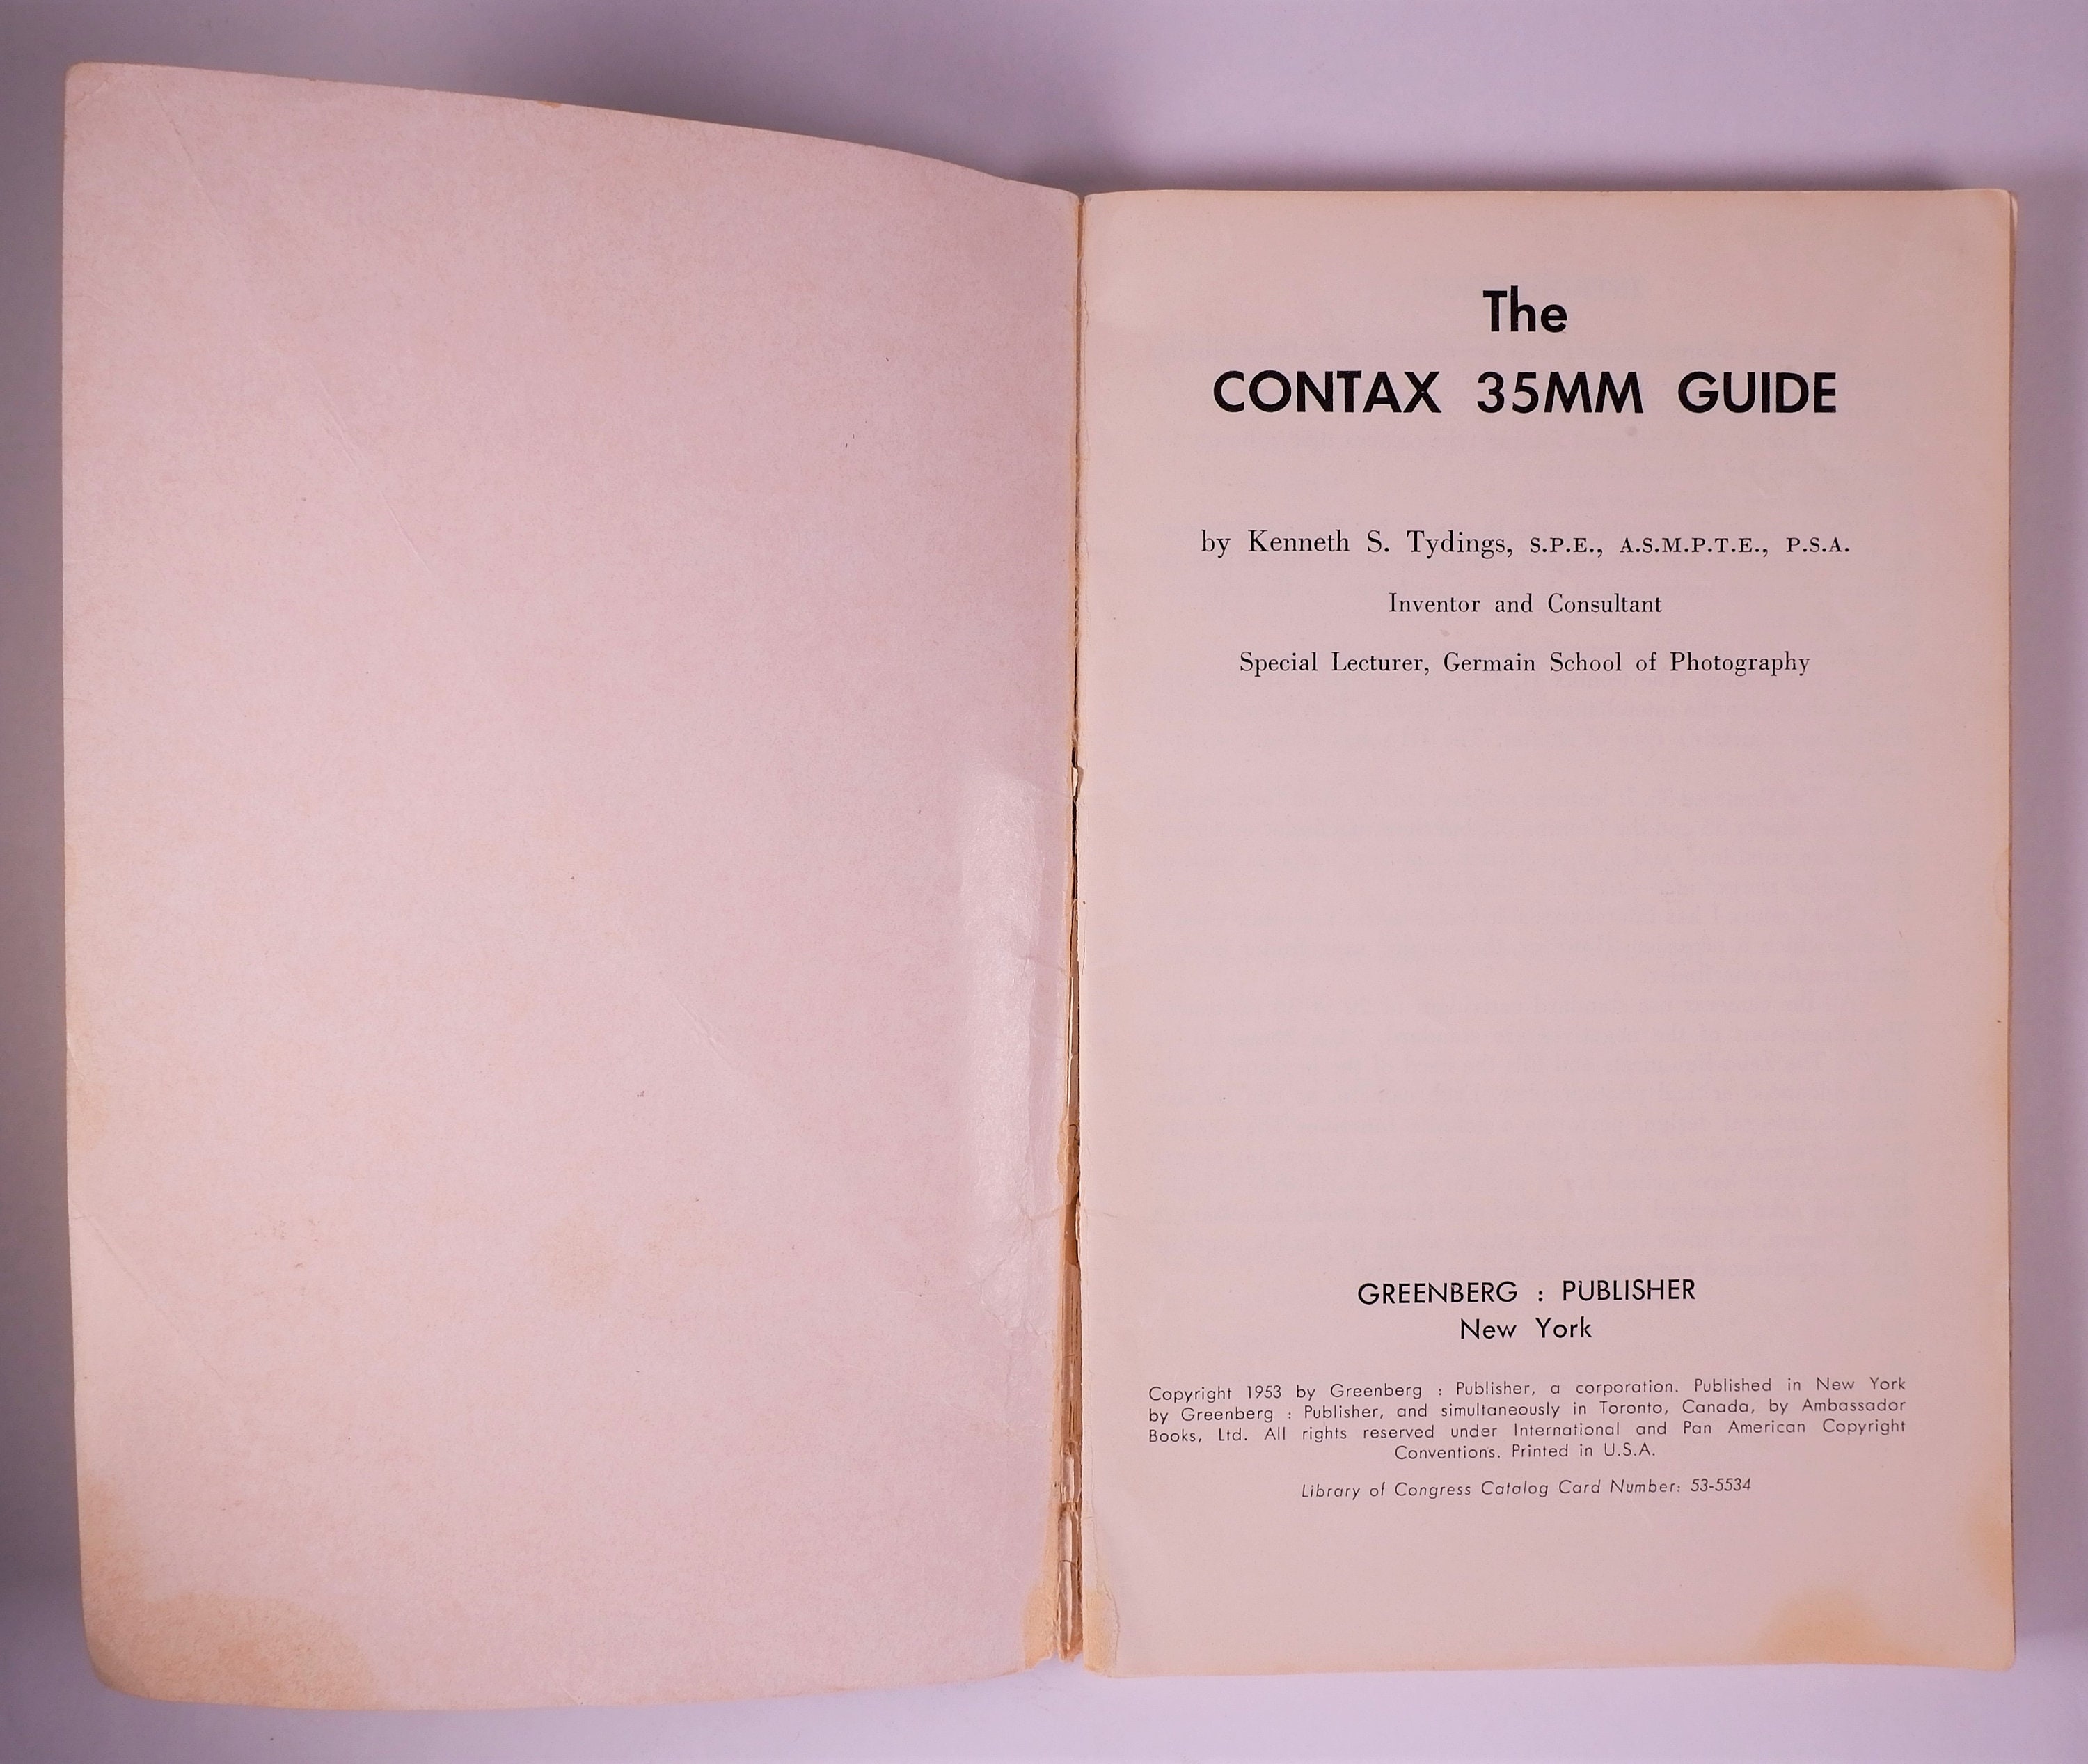 The
CONTAX 35MM GUIDE
by Kenneth S. Tydings, S.P.E., A.S.M.P.T.E., P.S.A.
Inventor and Consultant
Special Lecturer, Germain School of Photography
GREENBERG : PUBLISHER
New York
Copyright 1953 by Greenberg : Publisher, a corporation. Published in New York
by Greenberg : Publisher, and simultaneously in Toronto, Canada, by Ambassador
Books, Ltd. All rights reserved under International and Pan American Copyright
Conventions. Printed in U.S.A.
Library of Congress Catalog Card Number: 53-5534